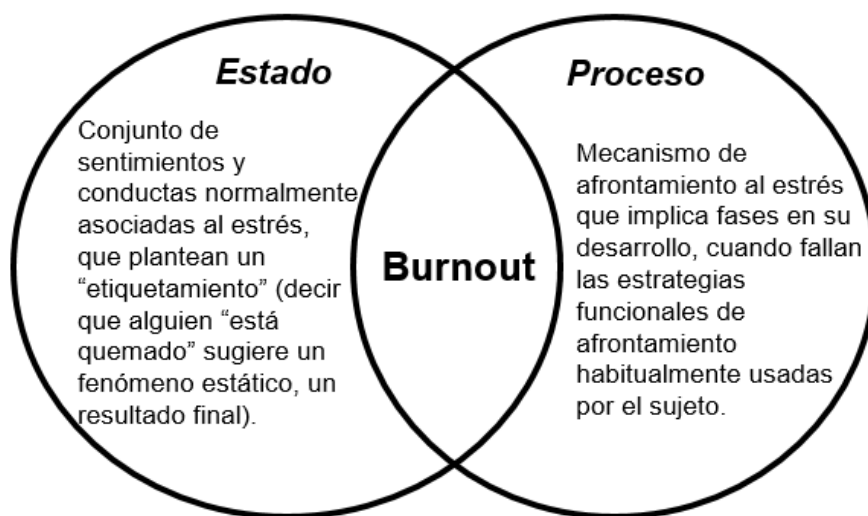 Estado
Conjunto de
sentimientos y
conductas normalmente
asociadas al estrés,
que plantean un
“etiquetamiento” (decir
que alguien “está
quemado” sugiere un
fenómeno estático, un
resultado final).
Burnout
Proceso
Mecanismo de
afrontamiento al estrés
que implica fases en su
desarrollo, cuando fallan
las estrategias
funcionales de
afrontamiento
habitualmente usadas
por el sujeto.